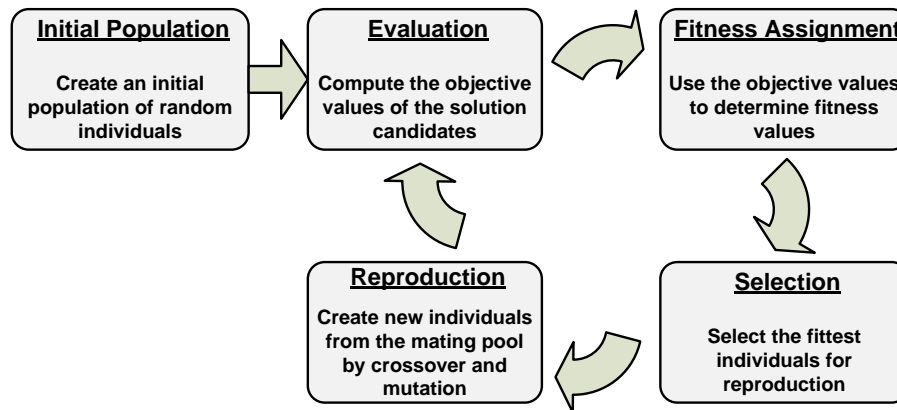 Initial Population
Create an initial
population of random
individuals
Evaluation
Compute the objective
values of the solution
candidates
Fitness Assignment
Use the objective values
to determine fitness
values
Reproduction
Create new individuals
from the mating pool
by crossover and
mutation
Selection
Select the fittest
individuals for
reproduction